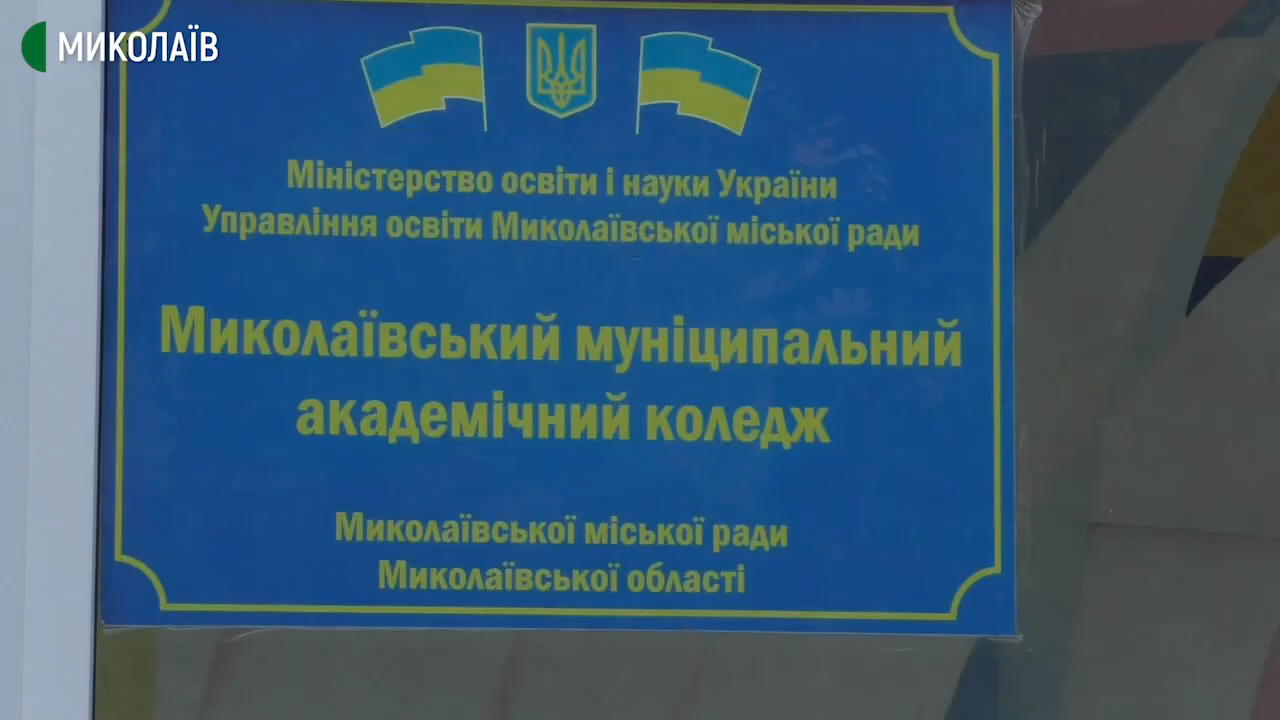 МИКОЛАЇВ
Міністерство освіти і науки України
Управління освіти Миколаївської міської ради
Миколаївський муніципальний
академічний коледж
Миколаївської міської ради
Миколаївської області